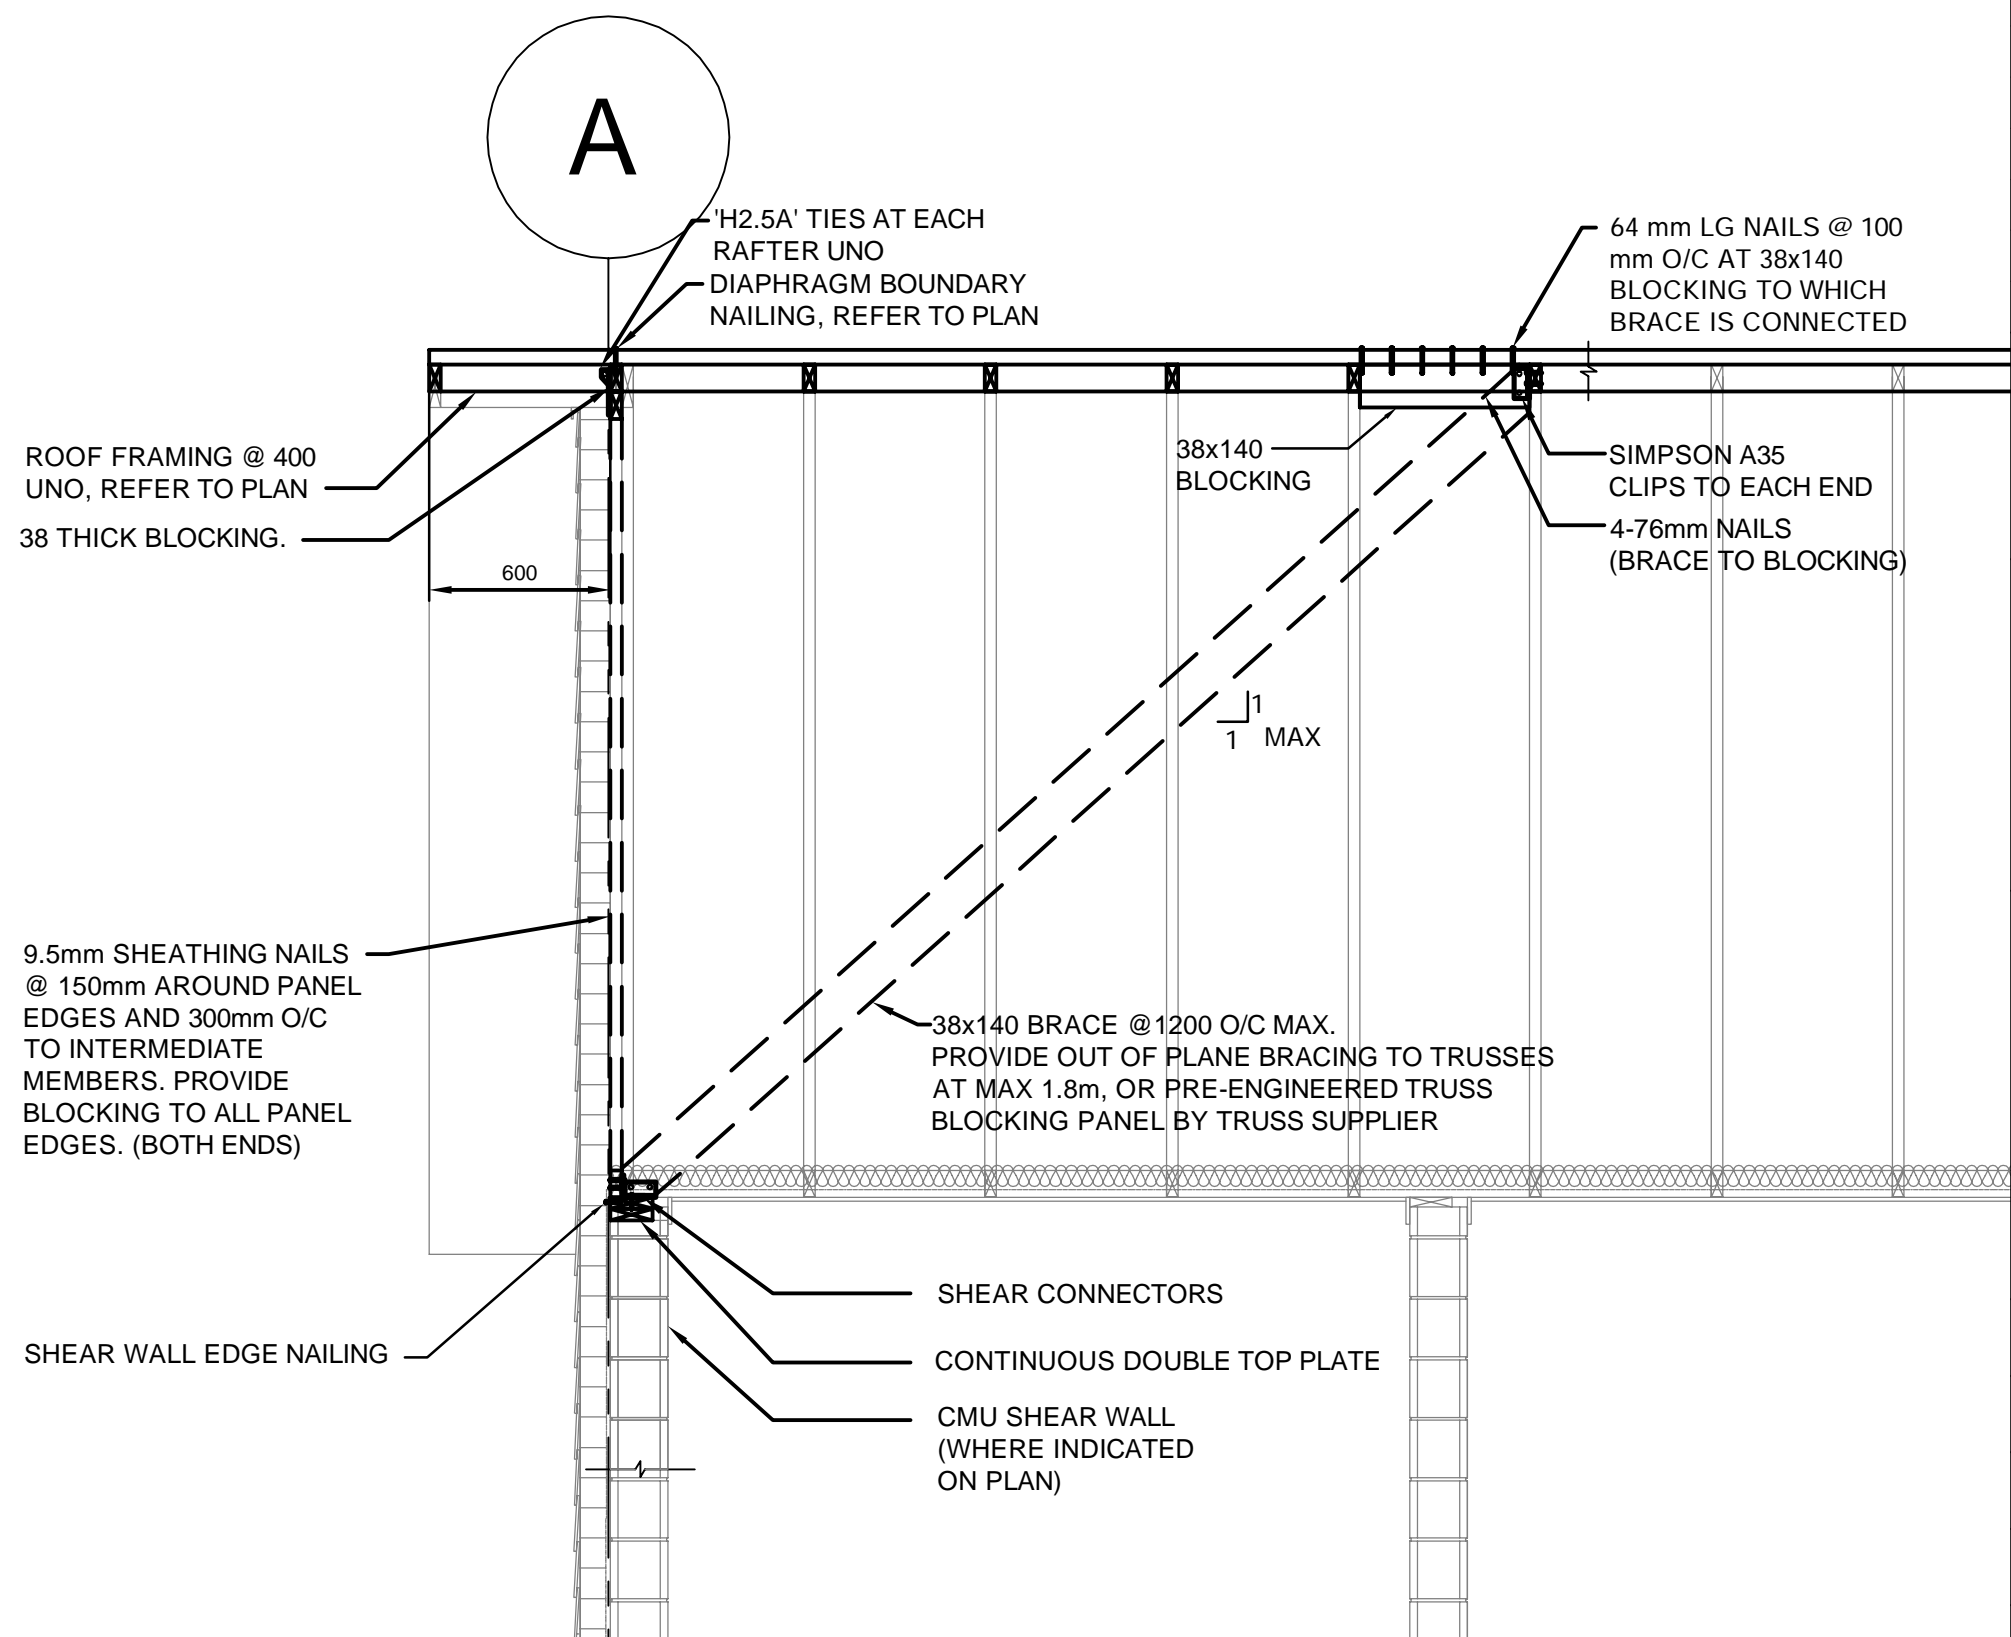 A
'H2.5A' TIES AT EACH
RAFTER UNO
DIAPHRAGM BOUNDARY
NAILING, REFER TO PLAN
64 mm LG NAILS @ 100
mm O/C AT 38x140
BLOCKING TO WHICH
BRACE IS CONNECTED
ROOF FRAMING @ 400
UNO, REFER TO PLAN
38 THICK BLOCKING.
38x140
BLOCKING
SIMPSON A35
CLIPS TO EACH END
4-76mm NAILS
(BRACE TO BLOCKING)
600
1
1 MAX
9.5mm SHEATHING NAILS
@ 150mm AROUND PANEL
EDGES AND 300mm O/C
TO INTERMEDIATE
MEMBERS. PROVIDE
BLOCKING TO ALL PANEL
EDGES. (BOTH ENDS)
38x140 BRACE @1200 O/C MAX.
PROVIDE OUT OF PLANE BRACING TO TRUSSES
AT MAX 1.8m, OR PRE-ENGINEERED TRUSS
BLOCKING PANEL BY TRUSS SUPPLIER
SHEAR CONNECTORS
SHEAR WALL EDGE NAILING
CONTINUOUS DOUBLE TOP PLATE
CMU SHEAR WALL
(WHERE INDICATED
ON PLAN)